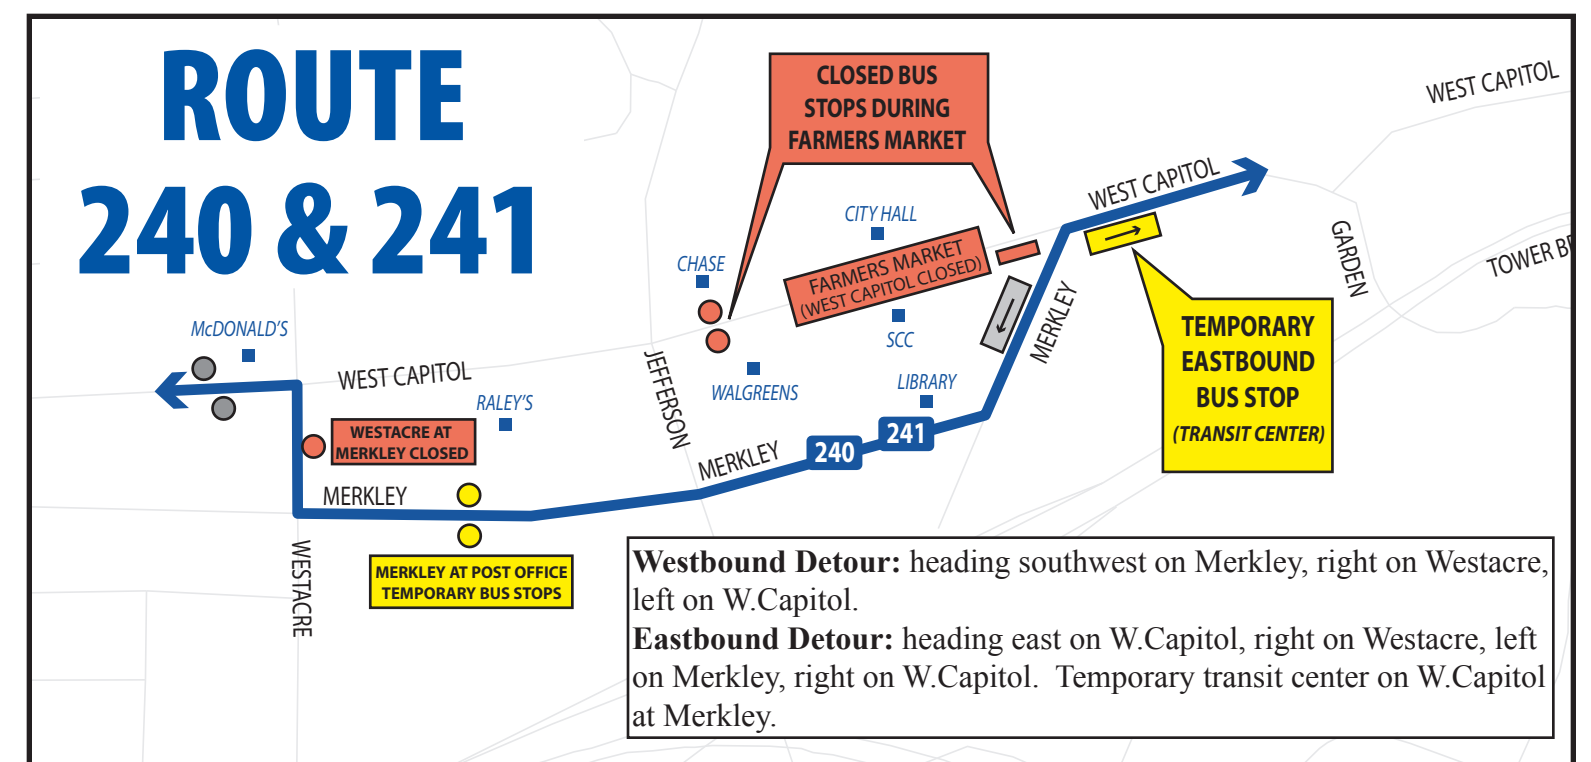 ROUTE
240 & 241
CLOSED BUS
STOPS DURING
FARMERS MARKET
WEST CAPITOL
WEST CAPITOL
CITY HALL
FARMERS MARKET
(WEST CAPITOL CLOSED)
CHASE
GARDEN
TOWER B
McDONALD'S
MERKLEY
SCC
TEMPORARY
EASTBOUND
BUS STOP
(TRANSIT CENTER)
WEST CAPITOL
JEFFERSON
WALGREENS
LIBRARY
RALEY'S
WESTACRE AT
MERKLEY CLOSED
241
240
MERKLEY
MERKLEY
WESTACRE
MERKLEY AT POST OFFICE
TEMPORARY BUS STOPS
Westbound Detour: heading southwest on Merkley, right on Westacre,
left on W.Capitol.
Eastbound Detour: heading east on W.Capitol, right on Westacre, left
on Merkley, right on W.Capitol.  Temporary transit center on W.Capitol
at Merkley.